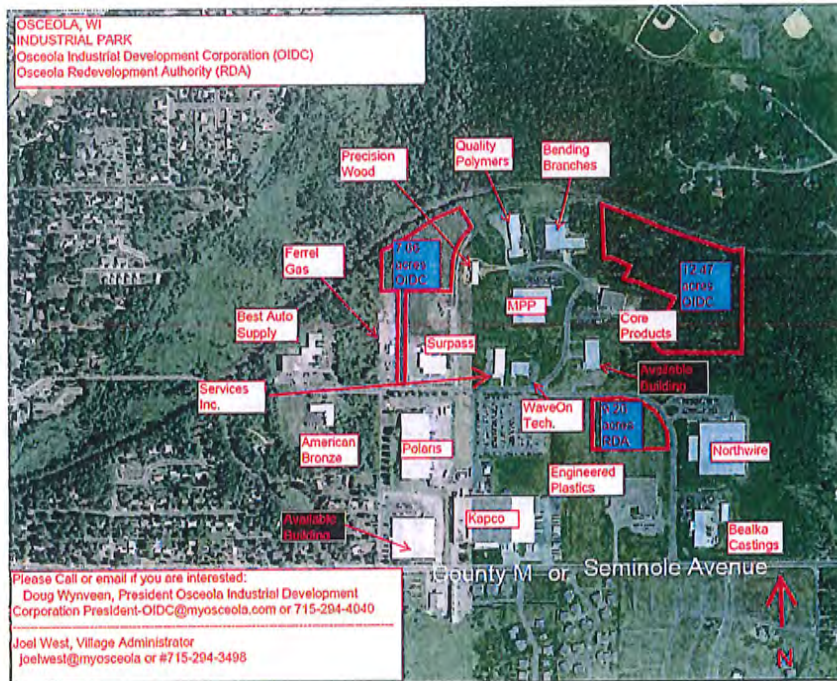 OSCEOLA, WI
INDUSTRIAL PARK
Osceola Industrial Development Corporation (OIDC)
Osceola Redevelopment Authority (RDA)
Precision
Wood
Quality
Polymers
Bending
Branches
Ferrel
Gas
acres
OIDC
12.47
acres
OIDC
MPP
Core
Products
Best Auto
Supply
Surpass
Available
Building
Services
Inc.
WaveOn
Tech.
acres
RDA
American
Bronze
Polaris
Engineered
Plastics
Northwire
Available
Building
Kapco
Bealka
Castings
County M or Seminole Avenue
Please Call or email if you are interested:
Doug Wynveen, President Osceola Industrial Development
Corporation President-OIDC@myosceola.com or 715-294-4040
Joel West, Village Administrator
joelwest@myosceola or #715-294-3498
N